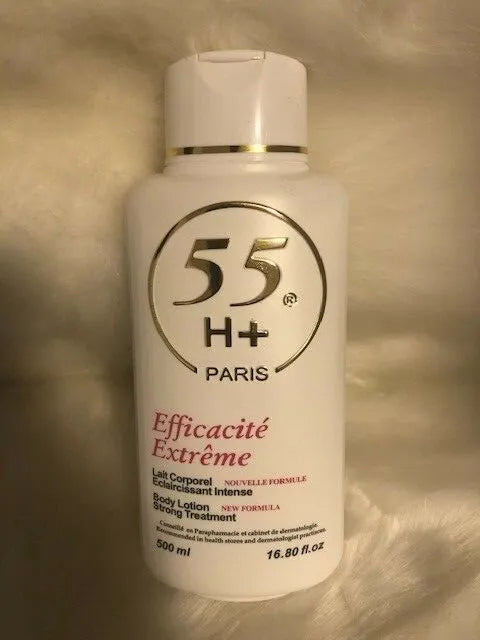 55
®
H+
PARIS
Efficacité
Extrême
Lait Corporel NOUVELLE FORMULE
Eclaircissant Intense
Body Lotion NEW FORMULA
Strong Treatment
Conseillé en Parapharmacie et cabinet de dermatologie.
Recommended in health stores and dermatologist practices.
500 ml 16.80 fl.oz